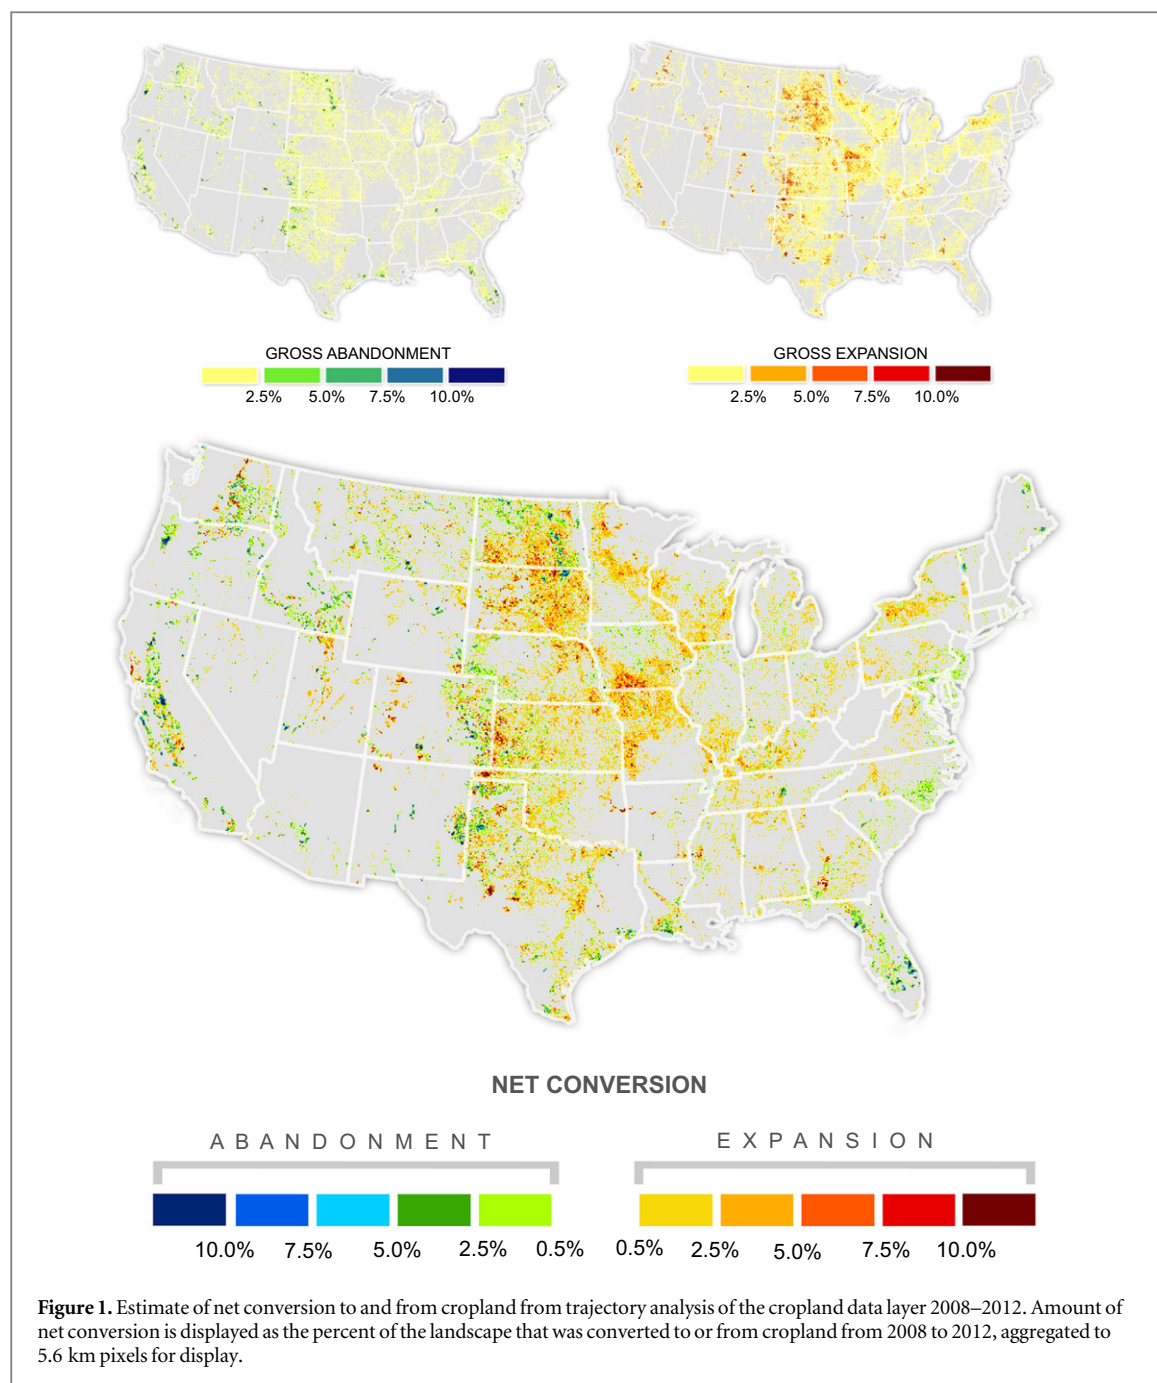 GROSS ABANDONMENT
2.5% 5.0% 7.5% 10.0%
GROSS EXPANSION
2.5% 5.0% 7.5% 10.0%
NET CONVERSION
ABANDONMENT
10.0% 7.5% 5.0% 2.5% 0.5%
EXPANSION
0.5% 2.5% 5.0% 7.5% 10.0%
Figure 1. Estimate of net conversion to and from cropland from trajectory analysis of the cropland data layer 2008–2012. Amount of
net conversion is displayed as the percent of the landscape that was converted to or from cropland from 2008 to 2012, aggregated to
5.6 km pixels for display.